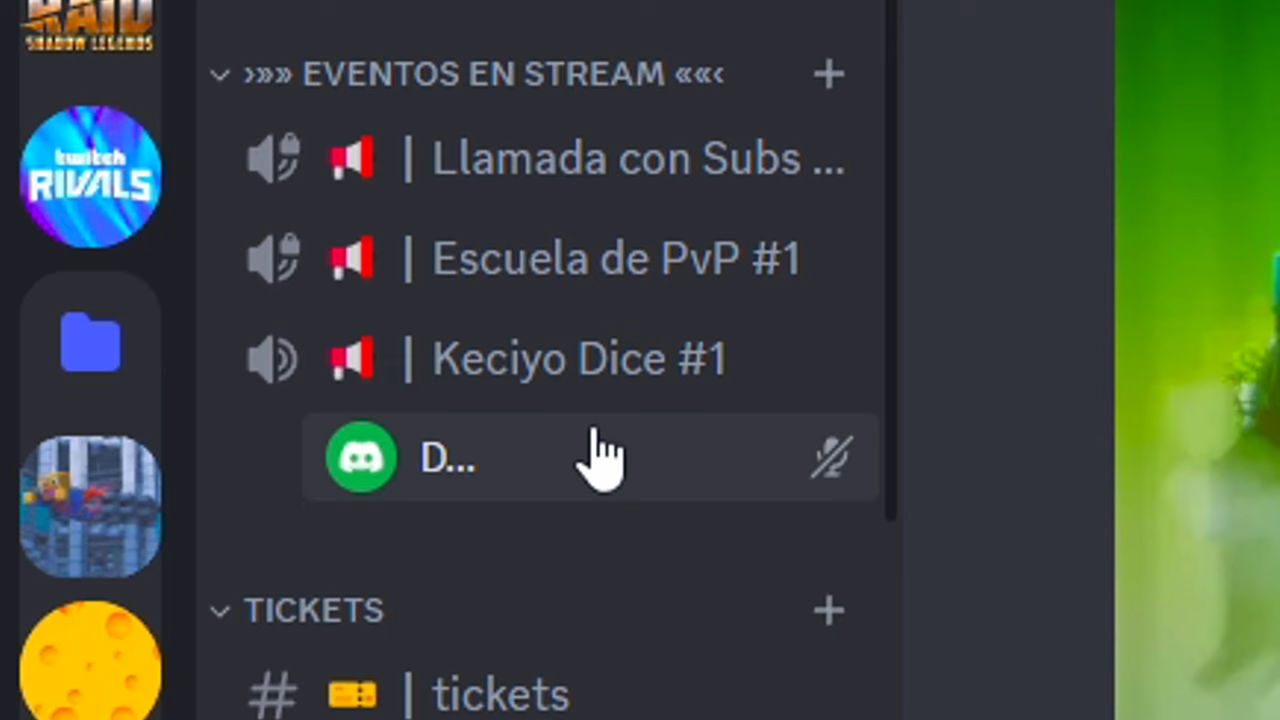 RAID
SHADOW LEGENDS
twitch
RIVALS
›»» EVENTOS EN STREAM ««‹
| Llamada con Subs ...
| Escuela de PvP #1
| Keciyo Dice #1
D...
TICKETS
| tickets